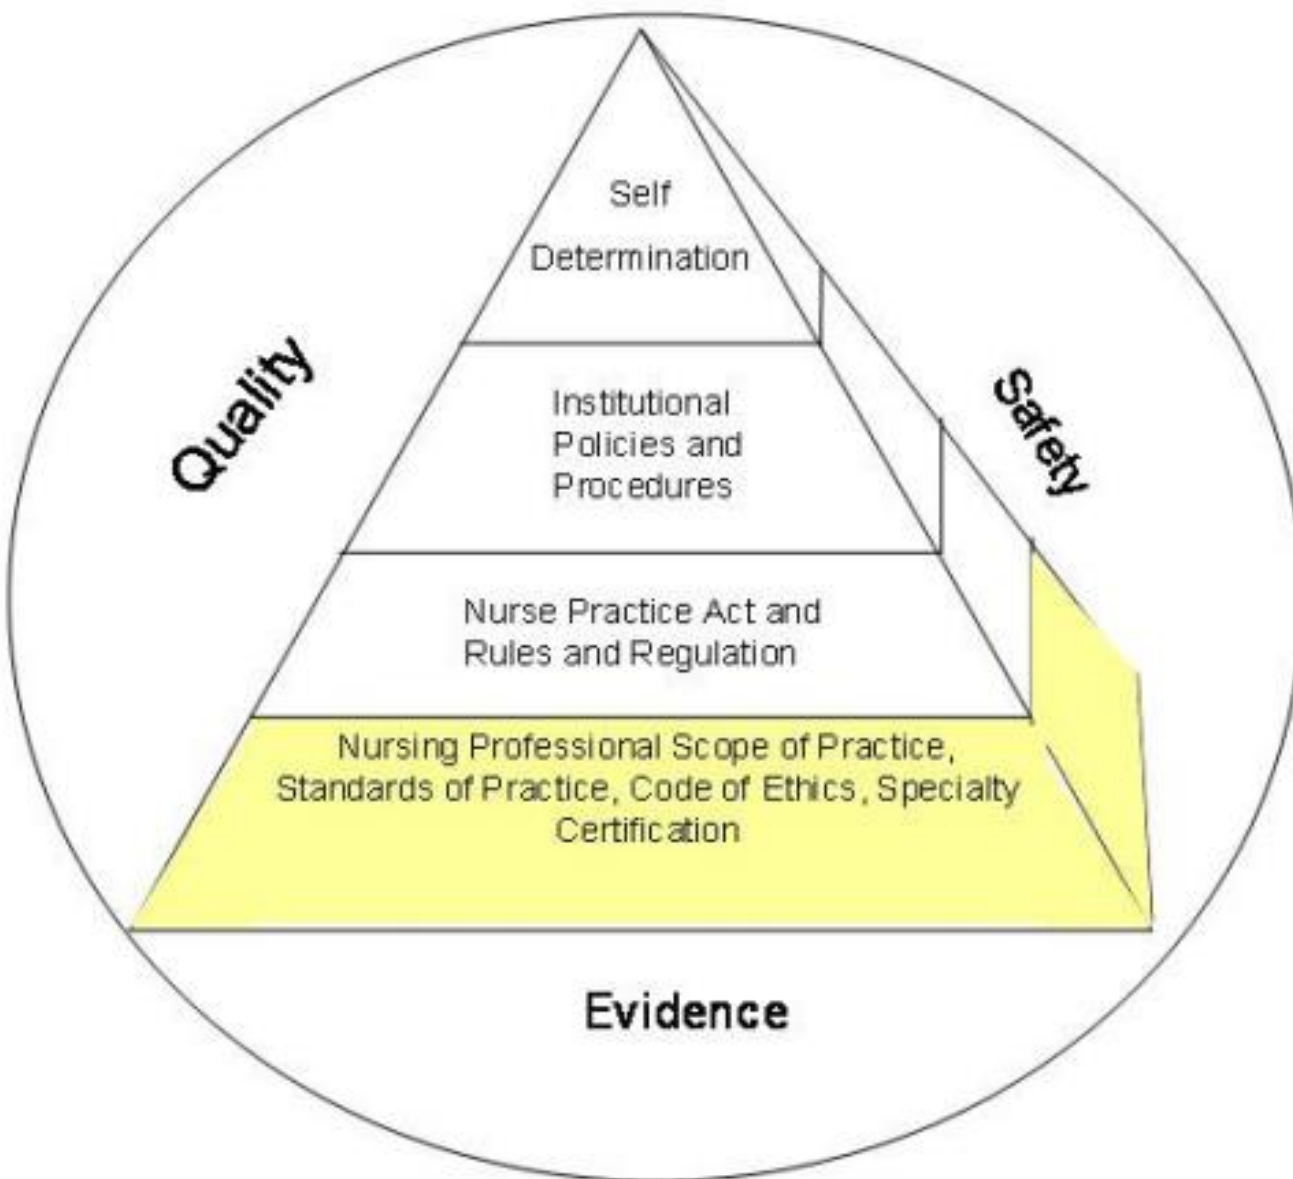 Self
Determination
Quality
Safety
Institutional
Policies and
Procedures
Nurse Practice Act and
Rules and Regulation
Nursing Professional Scope of Practice,
Standards of Practice, Code of Ethics, Specialty
Certification
Evidence